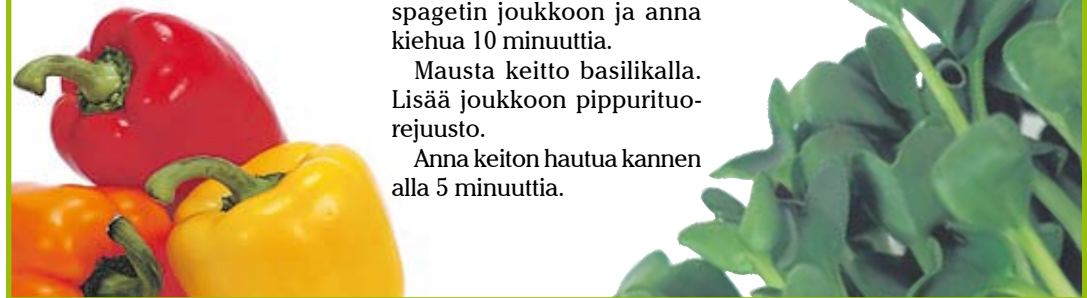 spagetin joukkoon ja anna
kiehua 10 minuuttia.
Mausta keitto basilikalla.
Lisää joukkoon pippurituo-
rejuusto.
Anna keiton hautua kannen
alla 5 minuuttia.